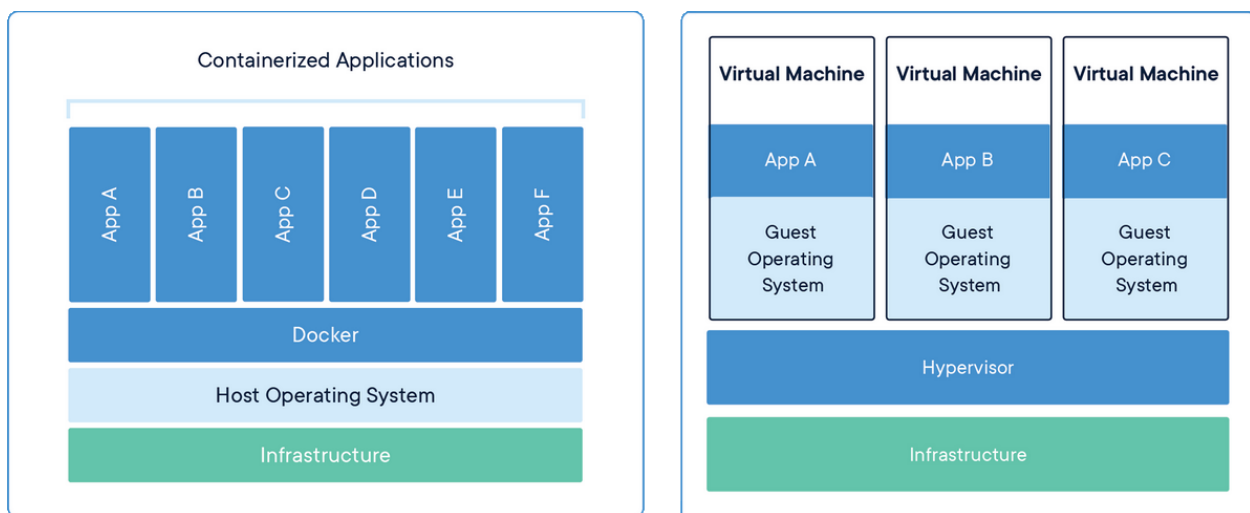 Containerized Applications
App A
App B
App C
App D
App E
App F
Docker
Host Operating System
Infrastructure
Virtual Machine
App A
Guest
Operating
System
Virtual Machine
App B
Guest
Operating
System
Virtual Machine
App C
Guest
Operating
System
Hypervisor
Infrastructure